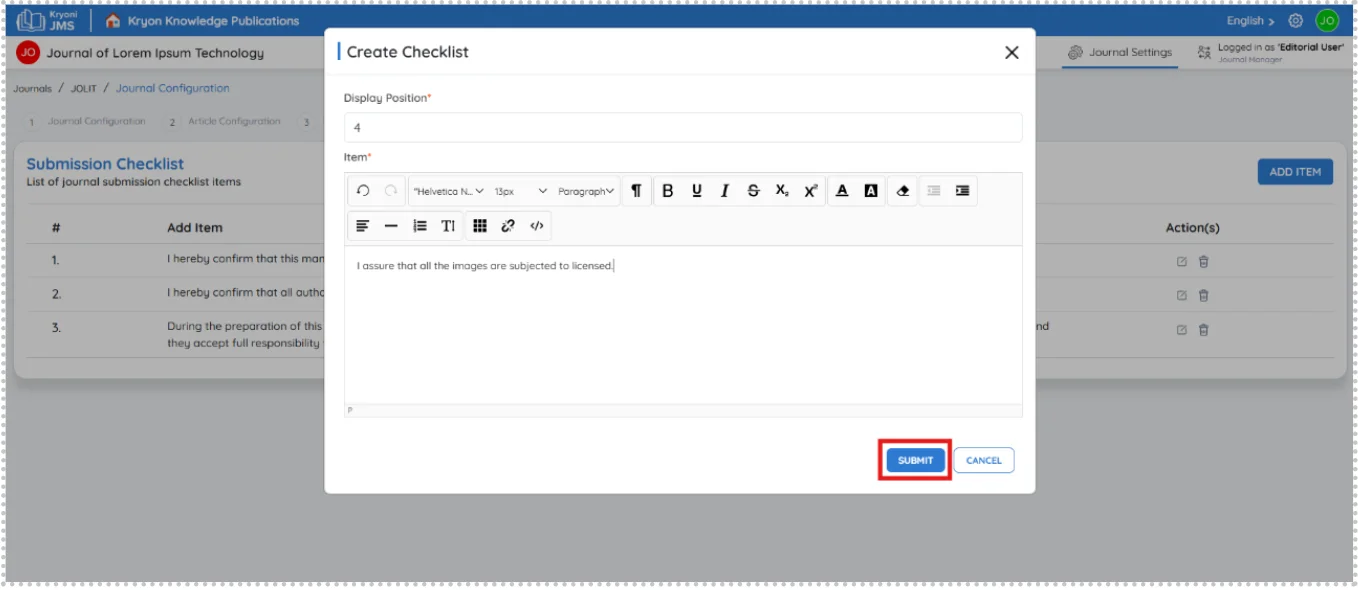 Kryoni
JMS
Kryon Knowledge Publications
English
JO
JO
Journal of Lorem Ipsum Technology
Journal Settings
Logged in as 'Editorial User'
Journal Manager
Journals / JOLIT / Journal Configuration
1 Journal Configuration 2 Article Configuration 3
Submission Checklist
List of journal submission checklist items
ADD ITEM
# Add Item Action(s)
1. I hereby confirm that this man
2. I hereby confirm that all autho
3. During the preparation of this nd
they accept full responsibility
Create Checklist
Display Position*
4
Item*
"Helvetica N... 13px Paragraph ¶ B U I S X₂ X² A A
TI </>
I assure that all the images are subjected to licensed.
P
SUBMIT CANCEL